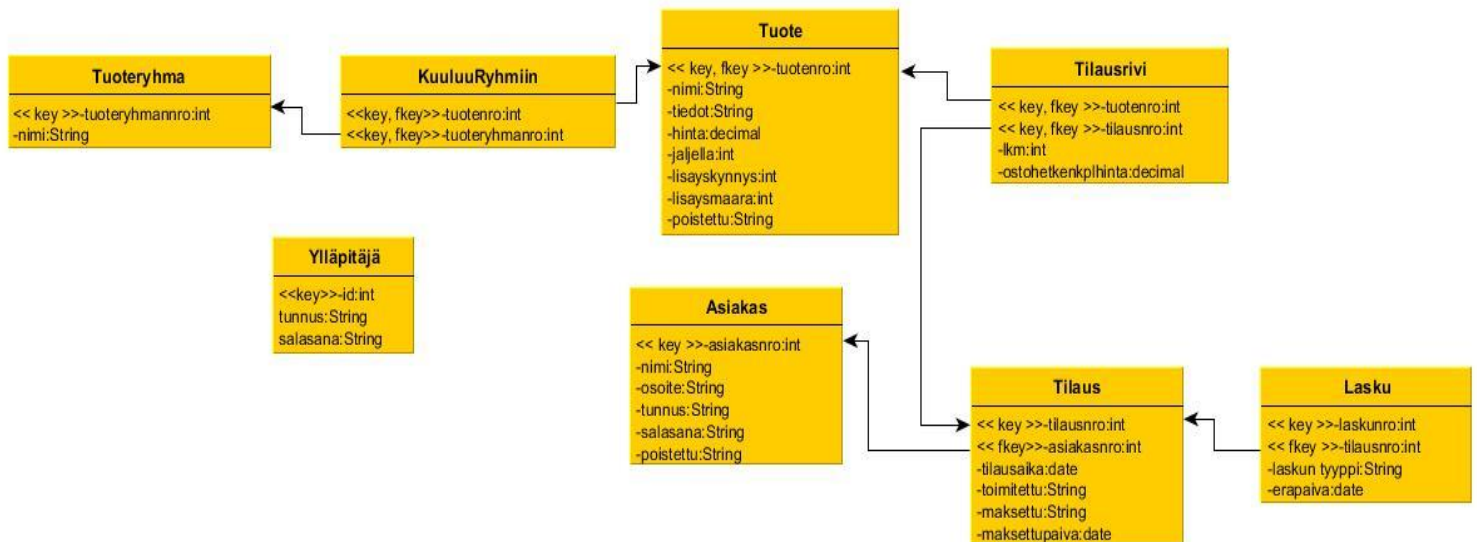 Tuoteryhma
<< key >>-tuoteryhmannro:int
-nimi:String
KuuluuRyhmiin
<<key, fkey>>-tuotenro:int
<<key, fkey>>-tuoteryhmanro:int
Tuote
<< key, fkey >>-tuotenro:int
-nimi:String
-tiedot:String
-hinta:decimal
-jaljella:int
-lisayskynnys:int
-lisaysmaara:int
-poistettu:String
Tilausrivi
<< key, fkey >>-tuotenro:int
<< key, fkey >>-tilausnro:int
-lkm:int
-ostohetkenkplhinta:decimal
Ylläpitäjä
<<key>>-id:int
tunnus:String
salasana:String
Asiakas
<< key >>-asiakasnro:int
-nimi:String
-osoite:String
-tunnus:String
-salasana:String
-poistettu:String
Tilaus
<< key >>-tilausnro:int
<< fkey>>-asiakasnro:int
-tilausaika:date
-toimitettu:String
-maksettu:String
-maksettupaiva:date
Lasku
<< key >>-laskunro:int
<< fkey >>-tilausnro:int
-laskun tyyppi:String
-erapaiva:date